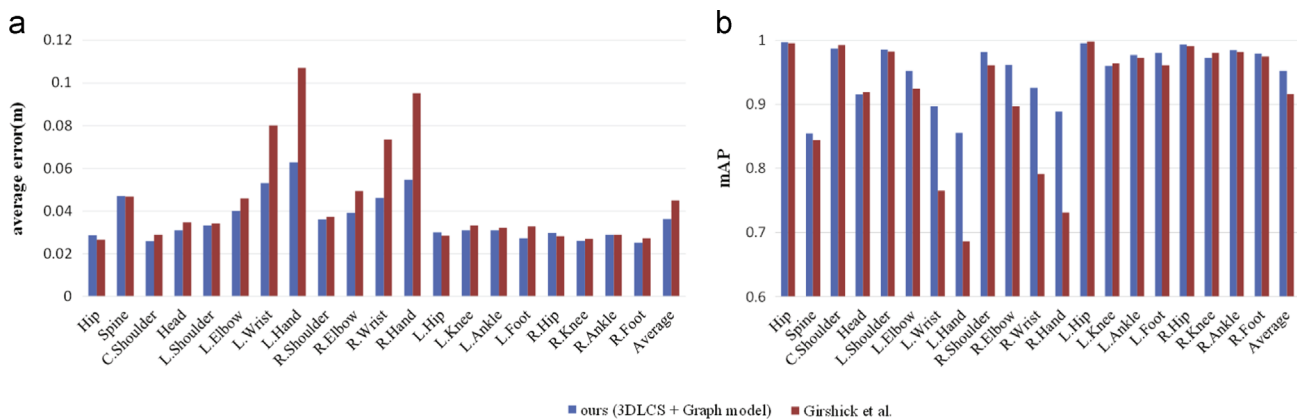 a
average error(m)
0.12
0.1
0.08
0.06
0.04
0.02
0
Hip
Spine
C.Shoulder
Head
L.Shoulder
L.Elbow
L.Wrist
L.Hand
R.Shoulder
R.Elbow
R.Wrist
R.Hand
L.Hip
L.Knee
L.Ankle
L.Foot
R.Hip
R.Knee
R.Ankle
R.Foot
Average
b
mAP
1
0.9
0.8
0.7
0.6
Hip
Spine
C.Shoulder
Head
L.Shoulder
L.Elbow
L.Wrist
L.Hand
R.Shoulder
R.Elbow
R.Wrist
R.Hand
L.Hip
L.Knee
L.Ankle
L.Foot
R.Hip
R.Knee
R.Ankle
R.Foot
Average
ours (3DLCS + Graph model) Girshick et al.